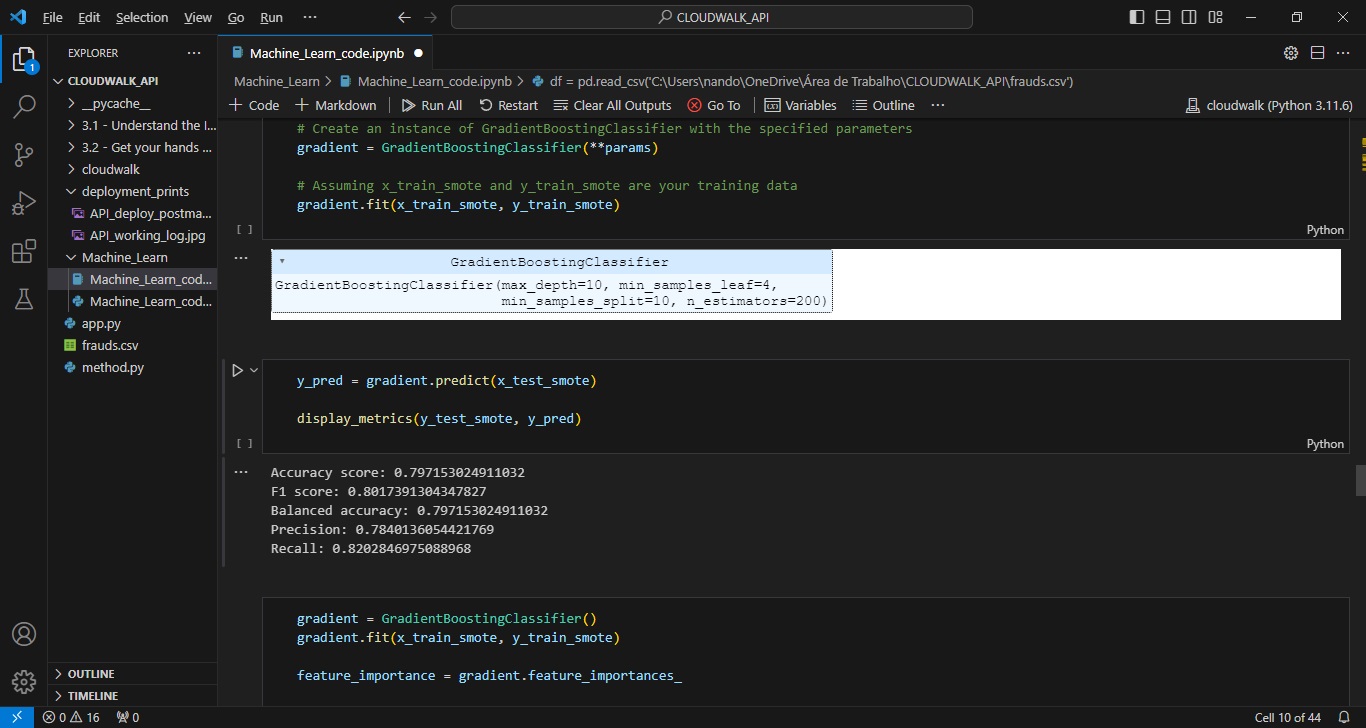 File Edit Selection View Go Run ··· CLOUDWALK_API
EXPLORER ···
CLOUDWALK_API
__pycache__
3.1 - Understand the I...
3.2 - Get your hands ...
cloudwalk
deployment_prints
API_deploy_postma...
API_working_log.jpg
Machine_Learn
Machine_Learn_cod...
Machine_Learn_cod...
app.py
frauds.csv
method.py
OUTLINE
TIMELINE
1
Machine_Learn_code.ipynb
Machine_Learn > Machine_Learn_code.ipynb > df = pd.read_csv('C:\Users\nando\OneDrive\Área de Trabalho\CLOUDWALK_API\frauds.csv')
+ Code + Markdown Run All Restart Clear All Outputs Go To Variables Outline ··· cloudwalk (Python 3.11.6)
# Create an instance of GradientBoostingClassifier with the specified parameters
gradient = GradientBoostingClassifier(**params)
# Assuming x_train_smote and y_train_smote are your training data
gradient.fit(x_train_smote, y_train_smote)
[ ] Python
··· GradientBoostingClassifier
GradientBoostingClassifier(max_depth=10, min_samples_leaf=4,
min_samples_split=10, n_estimators=200)
y_pred = gradient.predict(x_test_smote)
display_metrics(y_test_smote, y_pred)
[ ] Python
··· Accuracy score: 0.797153024911032
F1 score: 0.8017391304347827
Balanced accuracy: 0.797153024911032
Precision: 0.7840136054421769
Recall: 0.8202846975088968
gradient = GradientBoostingClassifier()
gradient.fit(x_train_smote, y_train_smote)
feature_importance = gradient.feature_importances_
0 16 0 Cell 10 of 44